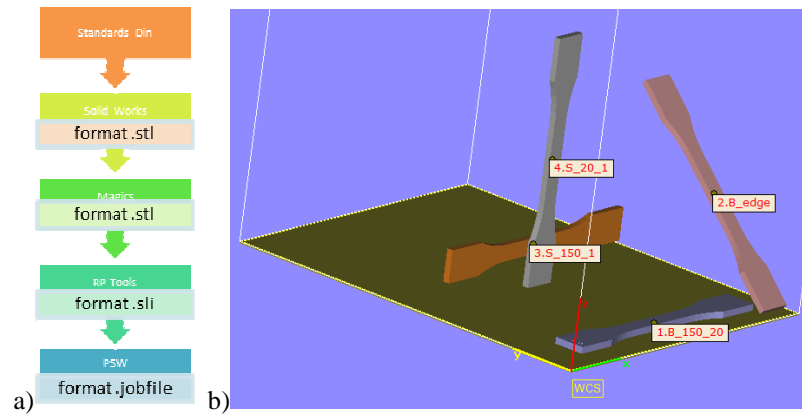 Standards Din
Solid Works
format.stl
Magics
format.stl
RP Tools
format.sli
PSW
format.jobfile
a)
b)
4.S_20_1
2.B_edge
3.S_150_1
1.B_150_20
z
y
x
WCS